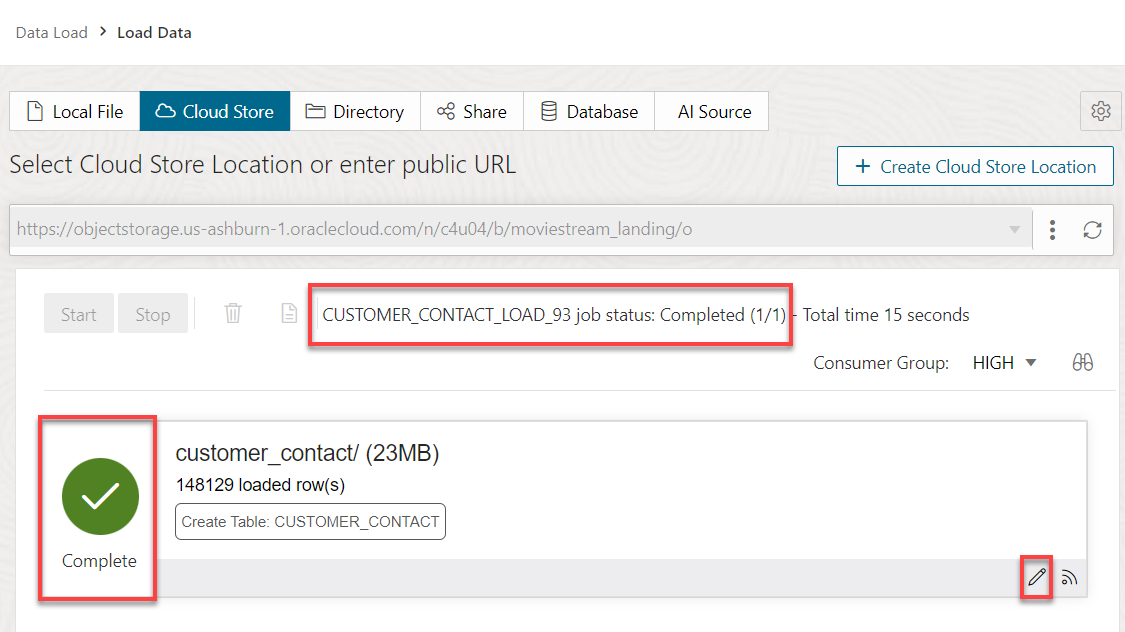 Data Load > Load Data
Local File Cloud Store Directory Share Database AI Source
Select Cloud Store Location or enter public URL
+ Create Cloud Store Location
https://objectstorage.us-ashburn-1.oraclecloud.com/n/c4u04/b/moviestream_landing/o
Start Stop CUSTOMER_CONTACT_LOAD_93 job status: Completed (1/1) - Total time 15 seconds
Consumer Group: HIGH
customer_contact/ (23MB)
148129 loaded row(s)
Create Table: CUSTOMER_CONTACT
Complete